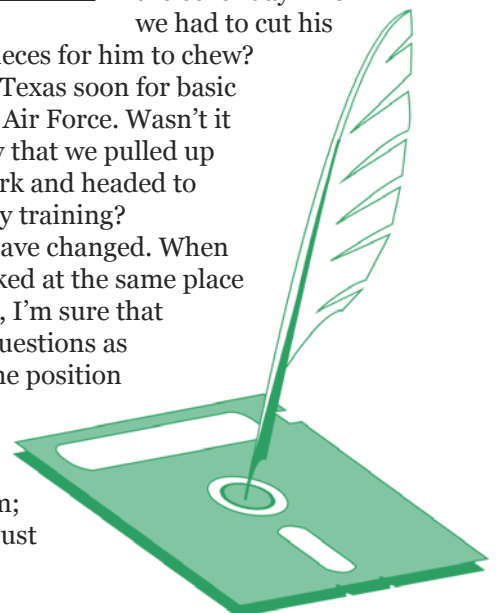 we had to cut his
eces for him to chew?
Texas soon for basic
Air Force. Wasn't it
that we pulled up
rk and headed to
y training?
ave changed. When
ked at the same place
, I'm sure that
uestions as
ne position
n;
ust